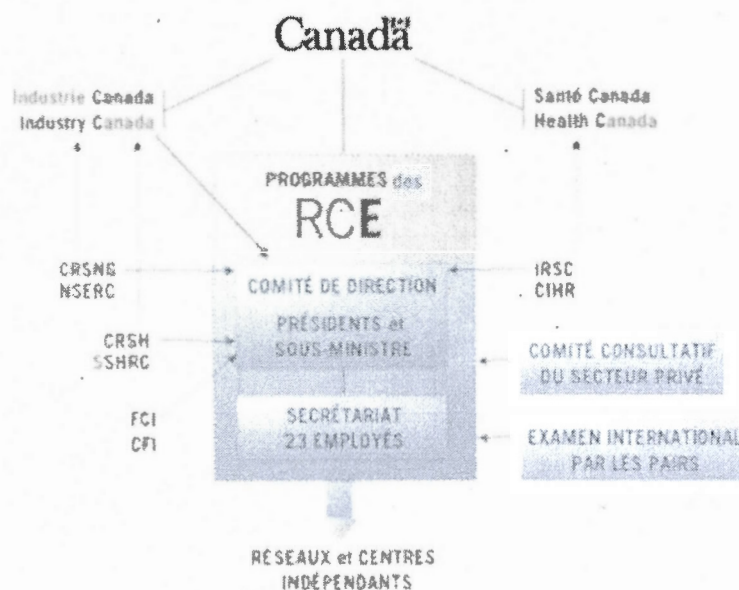 Canada
Industrie Canada
Industry Canada
Santé Canada
Health Canada
PROGRAMMES des
RCE
CRSNG
NSERC
COMITÉ DE DIRECTION
IRSC
CIHR
PRÉSIDENTS et
SOUS-MINISTRE
CRSH
SSHRC
COMITÉ CONSULTATIF
DU SECTEUR PRIVÉ
FCI
CFI
SECRÉTARIAT
23 EMPLOYÉS
EXAMEN INTERNATIONAL
PAR LES PAIRS
RÉSEAUX et CENTRES
INDÉPENDANTS